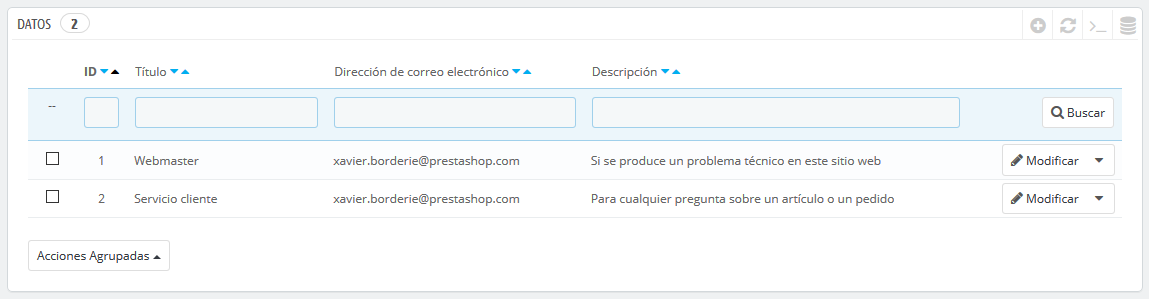 DATOS 2
ID Título Dirección de correo electrónico Descripción
-- Buscar
1 Webmaster xavier.borderie@prestashop.com Si se produce un problema técnico en este sitio web Modificar
2 Servicio cliente xavier.borderie@prestashop.com Para cualquier pregunta sobre un artículo o un pedido Modificar
Acciones Agrupadas